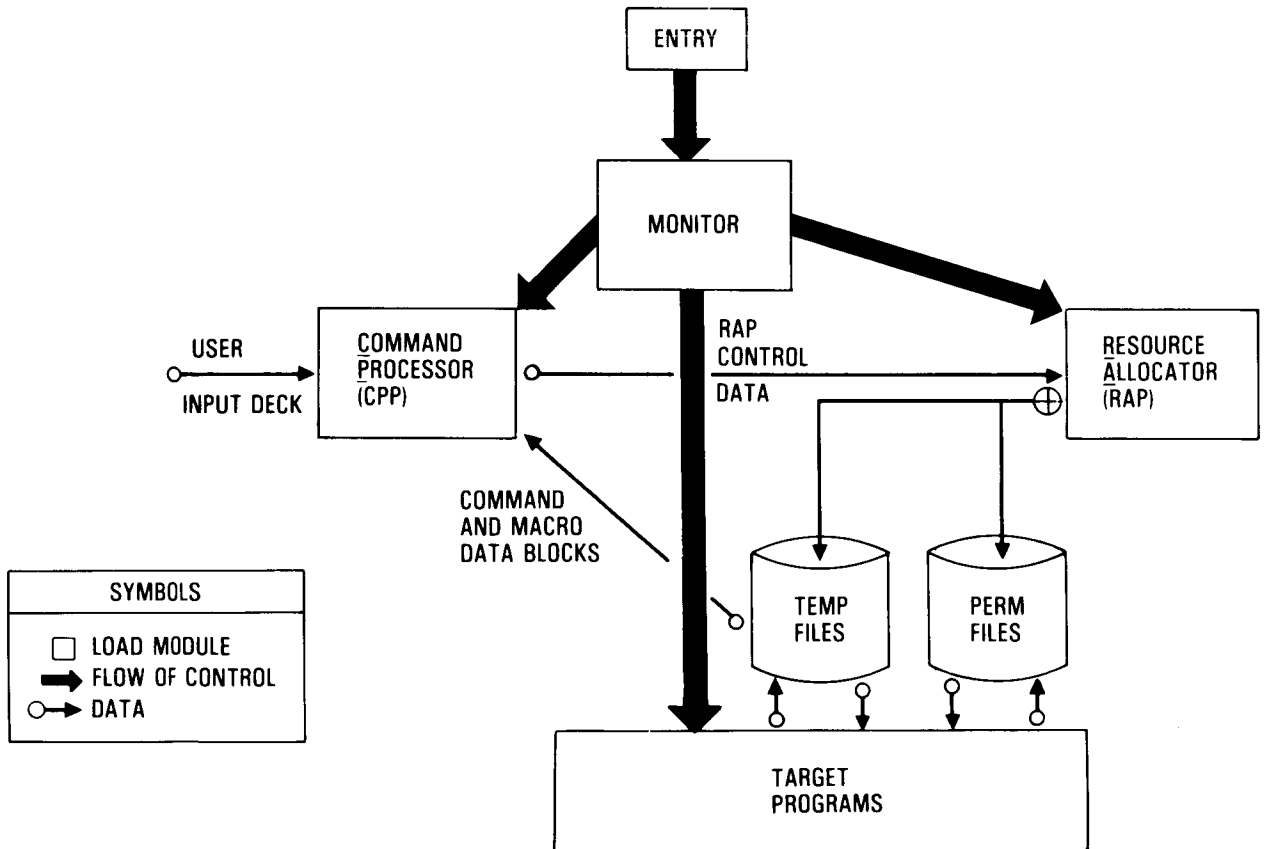 ENTRY
MONITOR
USER
INPUT DECK
COMMAND
PROCESSOR
(CPP)
RAP
CONTROL
DATA
RESOURCE
ALLOCATOR
(RAP)
COMMAND
AND MACRO
DATA BLOCKS
TEMP
FILES
PERM
FILES
SYMBOLS
LOAD MODULE
FLOW OF CONTROL
DATA
TARGET
PROGRAMS